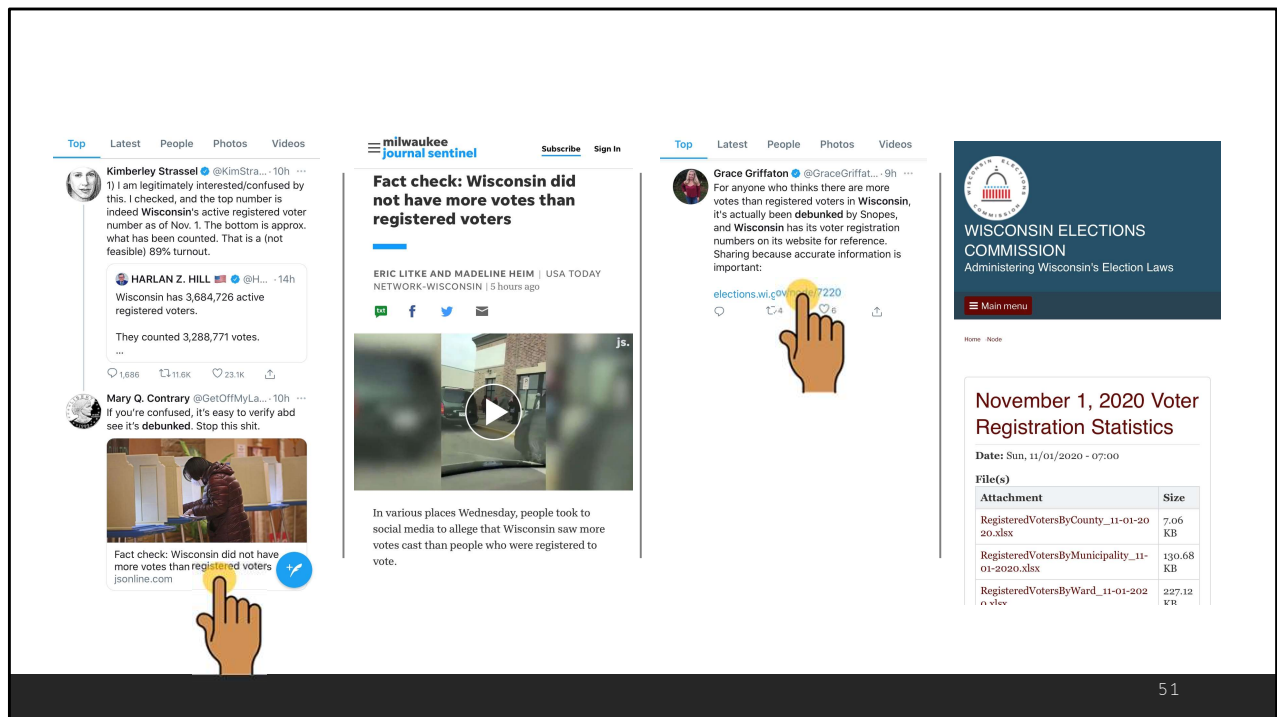 Top Latest People Photos Videos
Kimberley Strassel @KimStra... · 10h ...
1) I am legitimately interested/confused by
this. I checked, and the top number is
indeed Wisconsin's active registered voter
number as of Nov. 1. The bottom is approx.
what has been counted. That is a (not
feasible) 89% turnout.
HARLAN Z. HILL @H... · 14h
Wisconsin has 3,684,726 active
registered voters.
They counted 3,288,771 votes.
...
1,686 11.6K 23.1K
Mary Q. Contrary @GetOffMyLa... · 10h ...
If you're confused, it's easy to verify abd
see it's debunked. Stop this shit.
Fact check: Wisconsin did not have
more votes than registered voters
jsonline.com
milwaukee
journal sentinel
Subscribe Sign In
Fact check: Wisconsin did
not have more votes than
registered voters
ERIC LITKE AND MADELINE HEIM | USA TODAY
NETWORK-WISCONSIN | 5 hours ago
txt
js.
In various places Wednesday, people took to
social media to allege that Wisconsin saw more
votes cast than people who were registered to
vote.
Top Latest People Photos Videos
Grace Griffaton @GraceGriffat... · 9h ...
For anyone who thinks there are more
votes than registered voters in Wisconsin,
it's actually been debunked by Snopes,
and Wisconsin has its voter registration
numbers on its website for reference.
Sharing because accurate information is
important:
elections.wi.gov/node/7220
4 6
WISCONSIN ELECTIONS COMMISSION
WISCONSIN ELECTIONS
COMMISSION
Administering Wisconsin's Election Laws
Main menu
Home Node
November 1, 2020 Voter
Registration Statistics
Date: Sun, 11/01/2020 - 07:00
File(s)
Attachment Size
RegisteredVotersByCounty_11-01-20 7.06
20.xlsx KB
RegisteredVotersByMunicipality_11- 130.68
01-2020.xlsx KB
RegisteredVotersByWard_11-01-202 227.12
0.xlsx KB
51